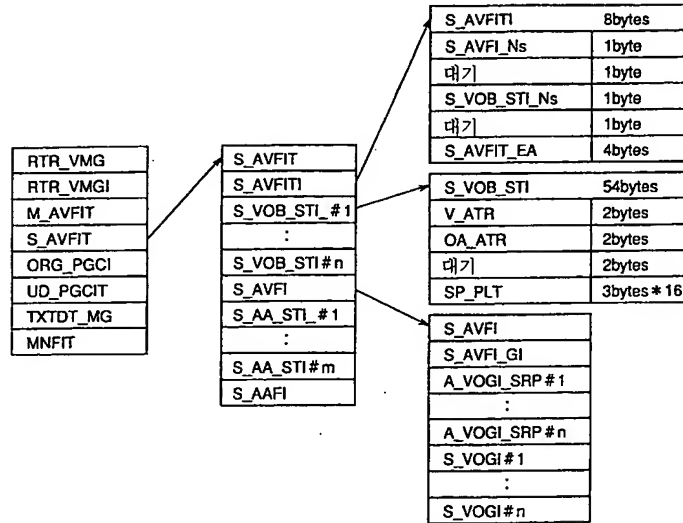 RTR_VMG
RTR_VMGI
M_AVFIT
S_AVFIT
ORG_PGCI
UD_PGCIT
TXTDT_MG
MNFIT
S_AVFIT
S_AVFITI
S_VOB_STI_#1
:
S_VOB_STI#n
S_AVFI
S_AA_STI_#1
:
S_AA_STI#m
S_AAFI
S_AVFITI 8bytes
S_AVFI_Ns 1byte
대기 1byte
S_VOB_STI_Ns 1byte
대기 1byte
S_AVFIT_EA 4bytes
S_VOB_STI 54bytes
V_ATR 2bytes
OA_ATR 2bytes
대기 2bytes
SP_PLT 3bytes*16
S_AVFI
S_AVFI_GI
A_VOGI_SRP#1
:
A_VOGI_SRP#n
S_VOGI#1
:
S_VOGI#n